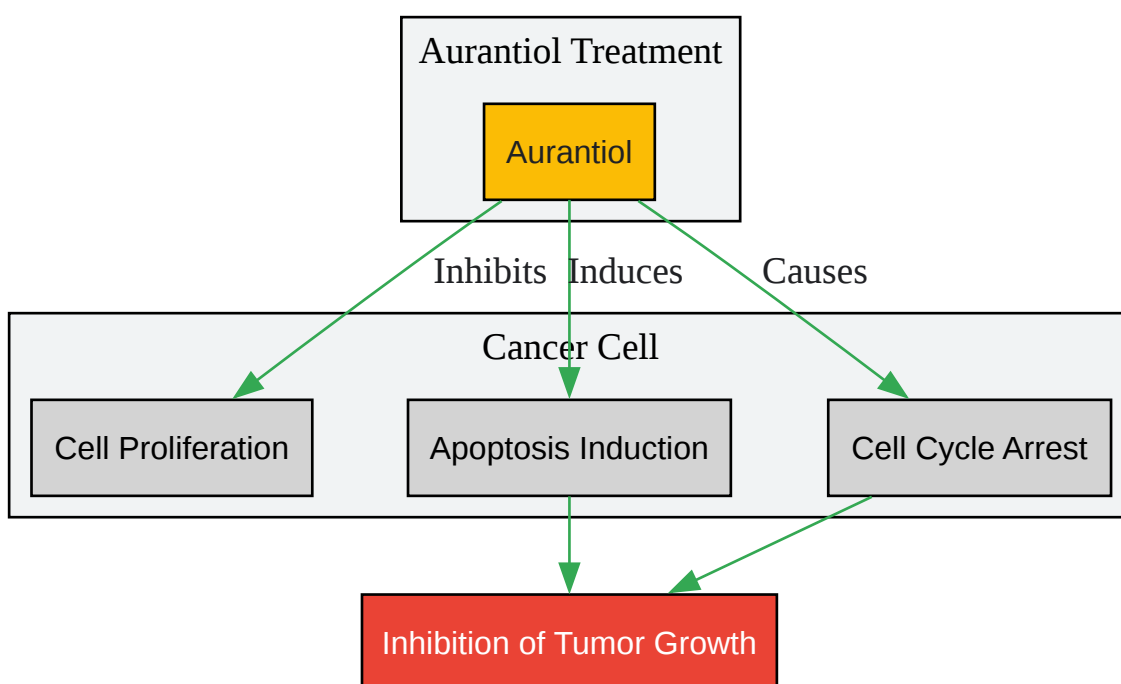 Aurantiol Treatment
Aurantiol
Inhibits
Induces
Causes
Cancer Cell
Cell Proliferation
Apoptosis Induction
Cell Cycle Arrest
Inhibition of Tumor Growth